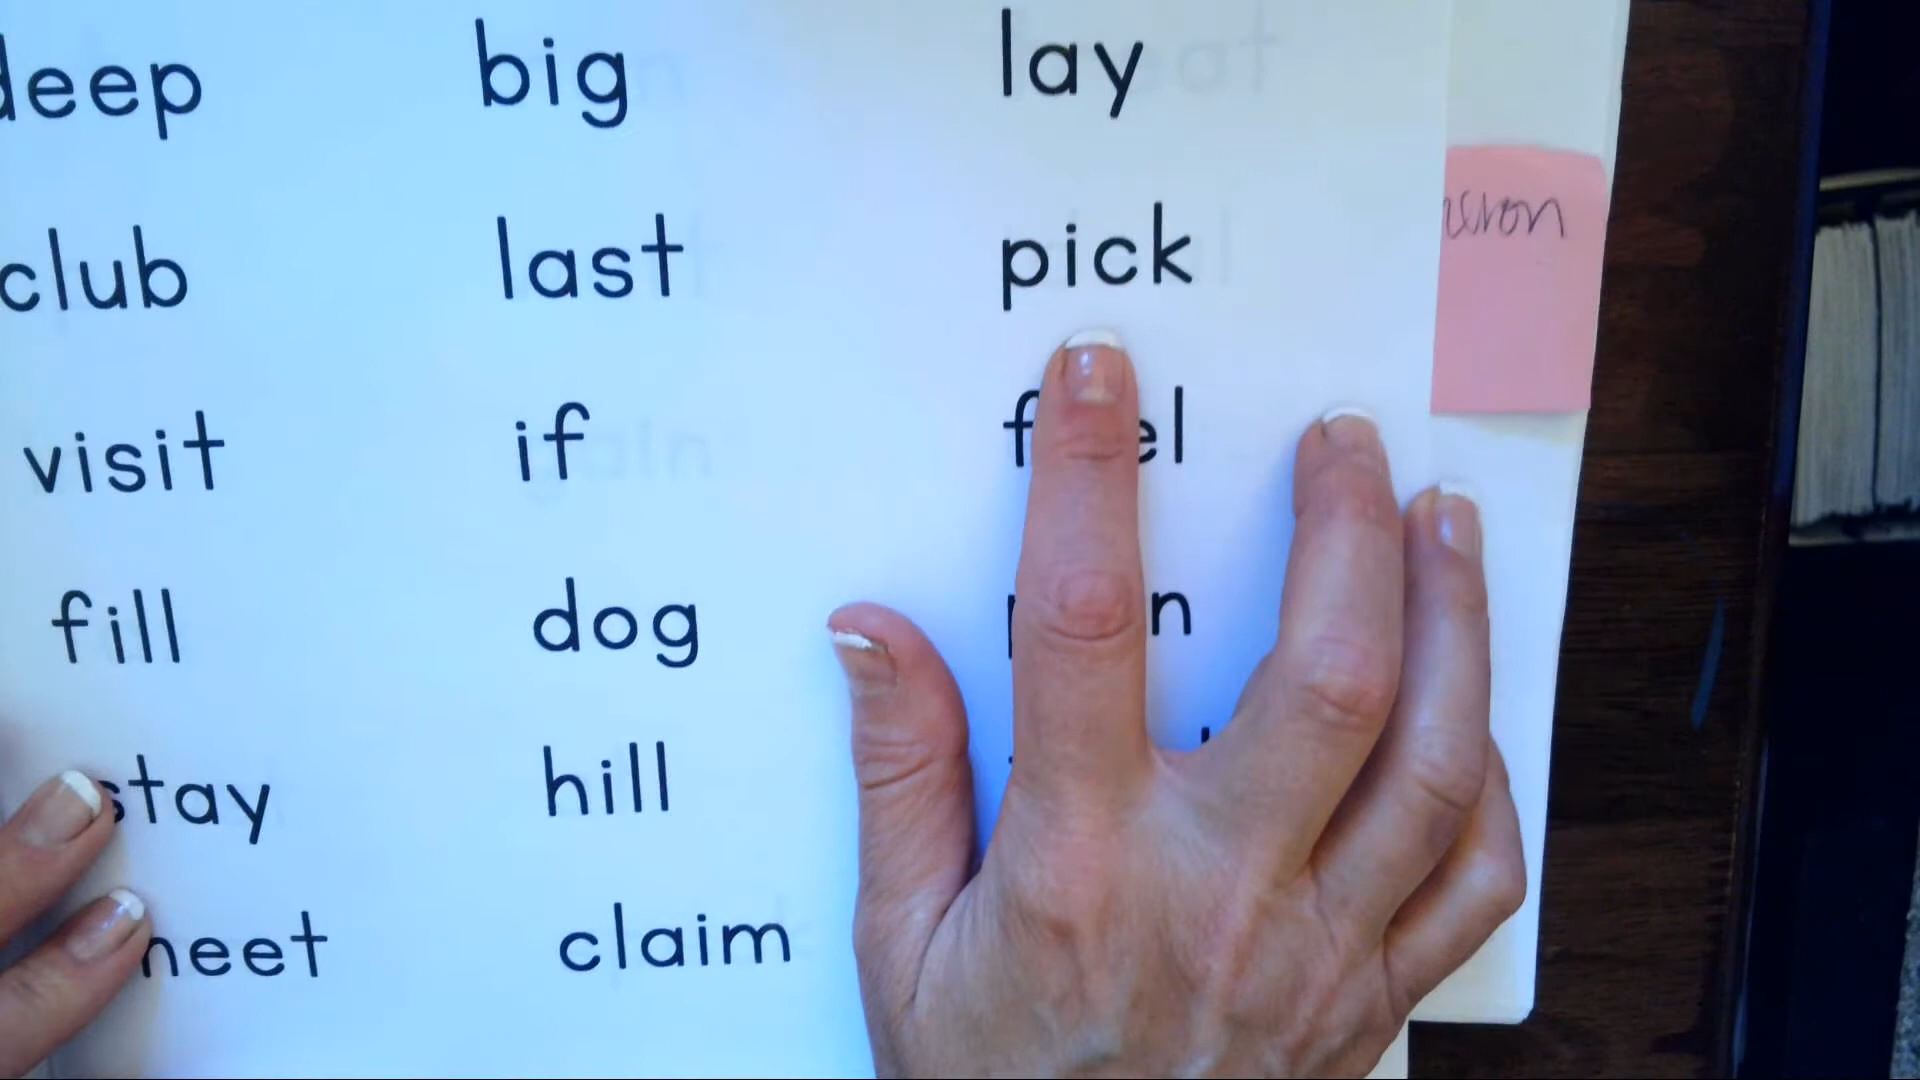 deep big lay
club last pick
visit if
fill dog
stay hill
claim